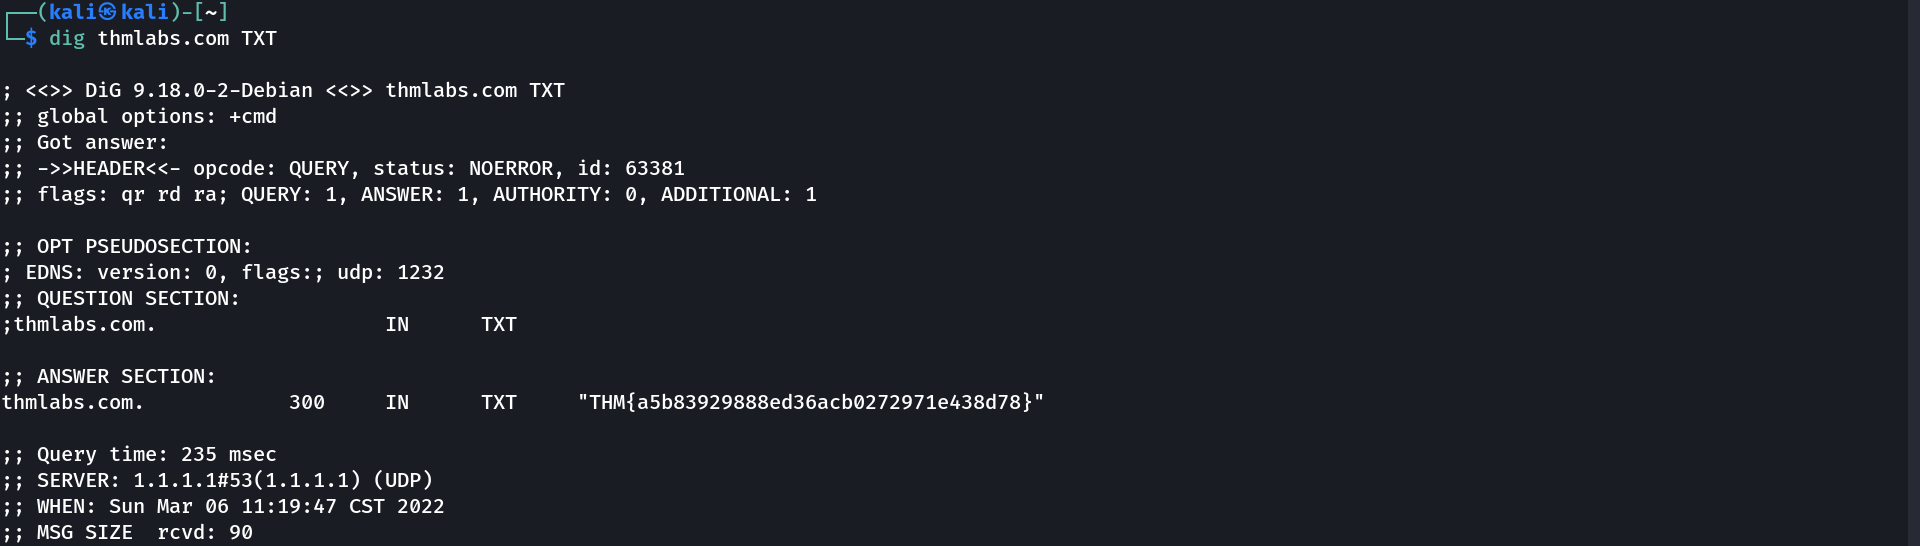 ┌──(kali㉿kali)-[~]
└─$ dig thmlabs.com TXT
; <<>> DiG 9.18.0-2-Debian <<>> thmlabs.com TXT
;; global options: +cmd
;; Got answer:
;; ->>HEADER<<- opcode: QUERY, status: NOERROR, id: 63381
;; flags: qr rd ra; QUERY: 1, ANSWER: 1, AUTHORITY: 0, ADDITIONAL: 1
;; OPT PSEUDOSECTION:
; EDNS: version: 0, flags:; udp: 1232
;; QUESTION SECTION:
;thmlabs.com. IN TXT
;; ANSWER SECTION:
thmlabs.com. 300 IN TXT "THM{a5b83929888ed36acb0272971e438d78}"
;; Query time: 235 msec
;; SERVER: 1.1.1.1#53(1.1.1.1) (UDP)
;; WHEN: Sun Mar 06 11:19:47 CST 2022
;; MSG SIZE  rcvd: 90